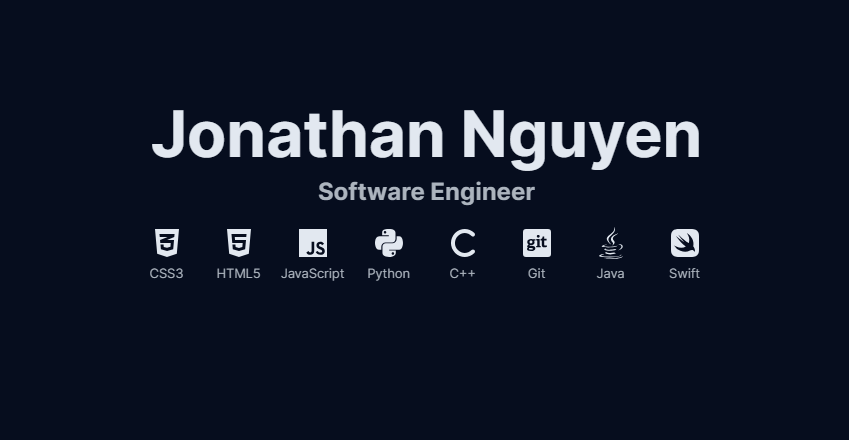 Jonathan Nguyen
Software Engineer
3 5 JS C git
CSS3 HTML5 JavaScript Python C++ Git Java Swift